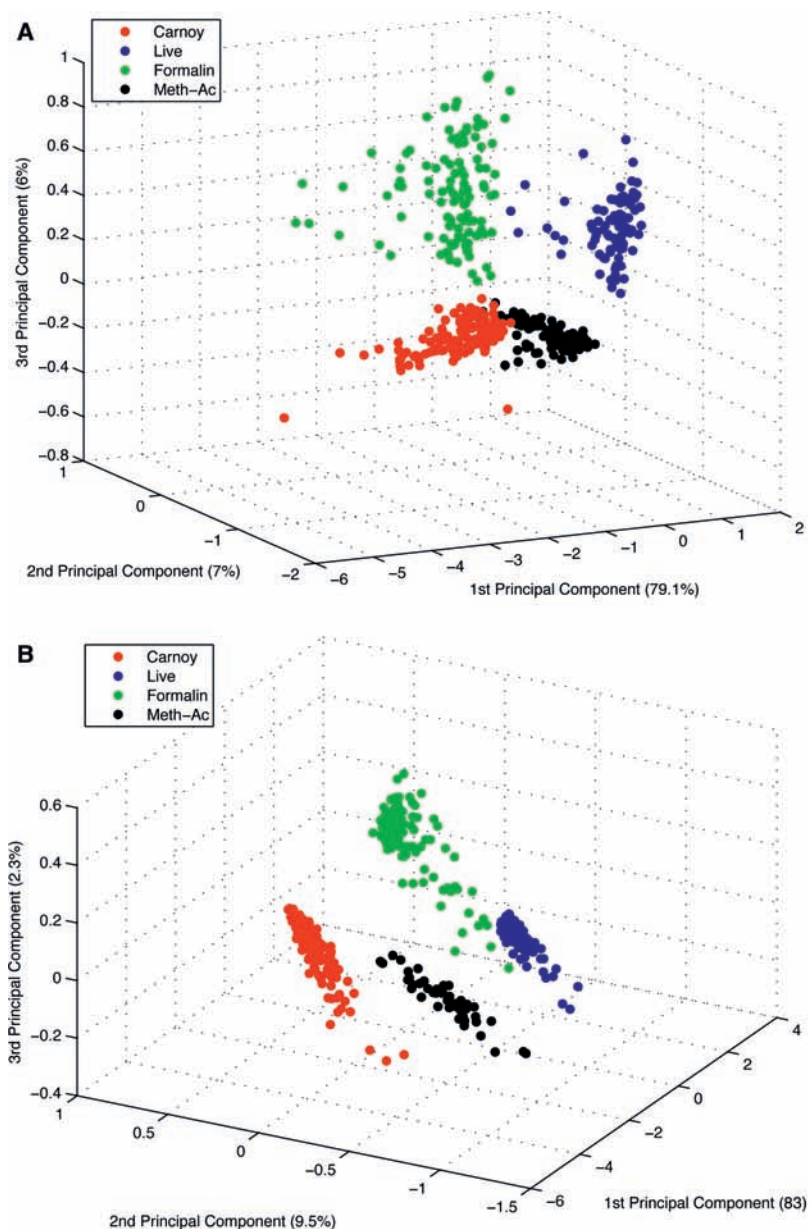 A
Carnoy
Live
Formalin
Meth-Ac
1
0.8
0.6
0.4
0.2
0
−0.2
−0.4
−0.6
−0.8
3rd Principal Component (6%)
1
0
−1
−2
2nd Principal Component (7%)
−6
−5
−4
−3
−2
−1
0
1
2
1st Principal Component (79.1%)
B
Carnoy
Live
Formalin
Meth-Ac
0.6
0.4
0.2
0
−0.2
−0.4
3rd Principal Component (2.3%)
1
0.5
0
−0.5
−1
−1.5
2nd Principal Component (9.5%)
−6
−4
−2
0
2
4
1st Principal Component (83)